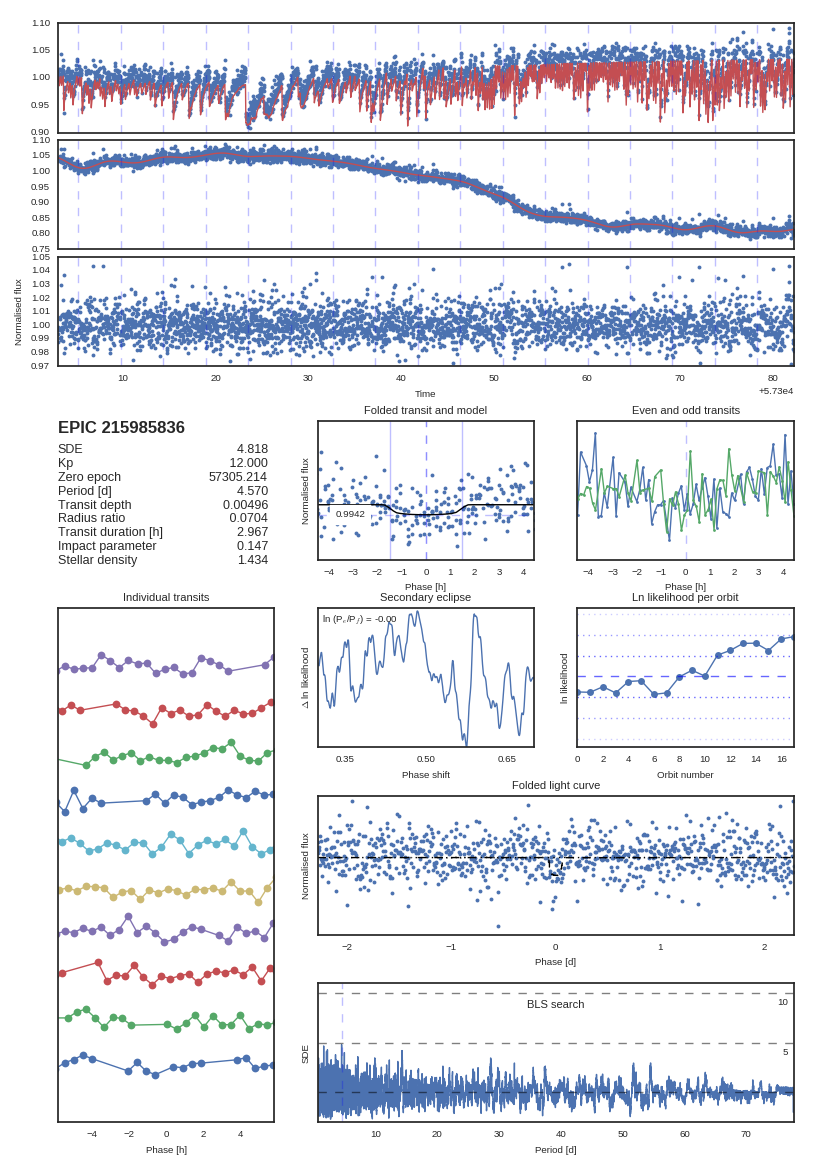 1.10
1.05
1.00
0.95
0.90
1.10
1.05
1.00
0.95
0.90
0.85
0.80
0.75
1.05
1.04
1.03
1.02
1.01
1.00
0.99
0.98
0.97
Normalised flux
10 20 30 40 50 60 70 80
Time
+5.73e4
EPIC 215985836
SDE 4.818
Kp 12.000
Zero epoch 57305.214
Period [d] 4.570
Transit depth 0.00496
Radius ratio 0.0704
Transit duration [h] 2.967
Impact parameter 0.147
Stellar density 1.434
Folded transit and model
Normalised flux
0.9942
−4 −3 −2 −1 0 1 2 3 4
Phase [h]
Even and odd transits
−4 −3 −2 −1 0 1 2 3 4
Phase [h]
Individual transits
−4 −2 0 2 4
Phase [h]
Secondary eclipse
Δ ln likelihood
0.35 0.50 0.65
Phase shift
Ln likelihood per orbit
ln likelihood
0 2 4 6 8 10 12 14 16
Orbit number
Folded light curve
Normalised flux
−2 −1 0 1 2
Phase [d]
BLS search
10
5
SDE
10 20 30 40 50 60 70
Period [d]